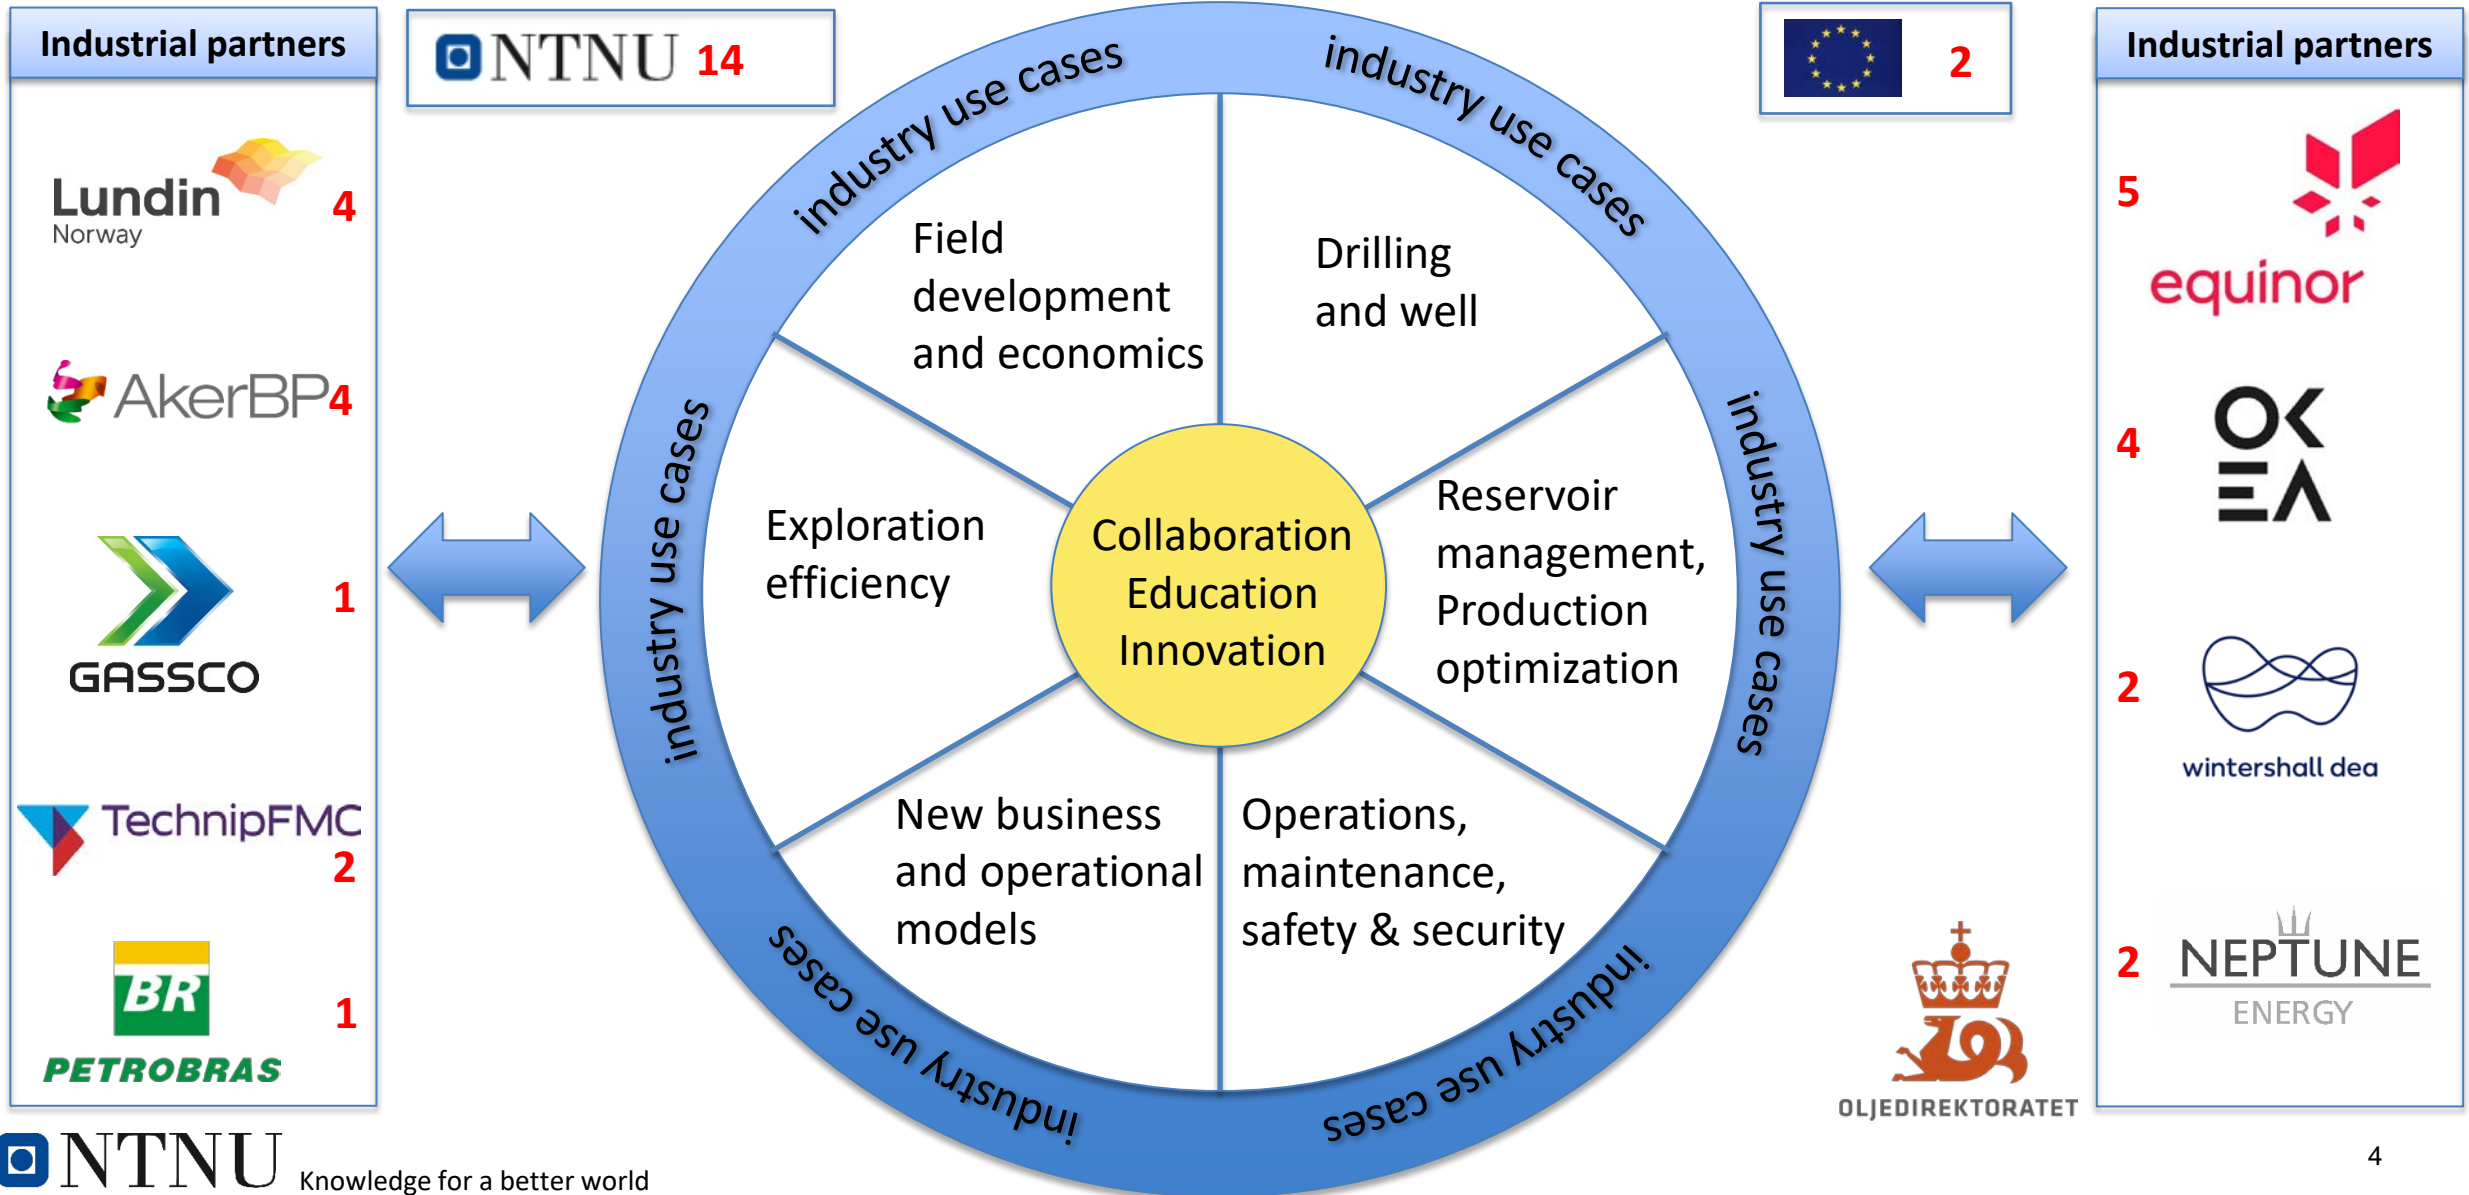 Industrial partners
Lundin
Norway
4
AkerBP
4
GASSCO
1
TechnipFMC
2
BR
PETROBRAS
1
NTNU 14
2
industry use cases
industry use cases
industry use cases
industry use cases
industry use cases
industry use cases
Field
development
and economics
Drilling
and well
Exploration
efficiency
Collaboration
Education
Innovation
Reservoir
management,
Production
optimization
New business
and operational
models
Operations,
maintenance,
safety & security
OLJEDIREKTORATET
Industrial partners
5
equinor
4
OK
EA
2
wintershall dea
2
NEPTUNE
ENERGY
NTNU Knowledge for a better world
4